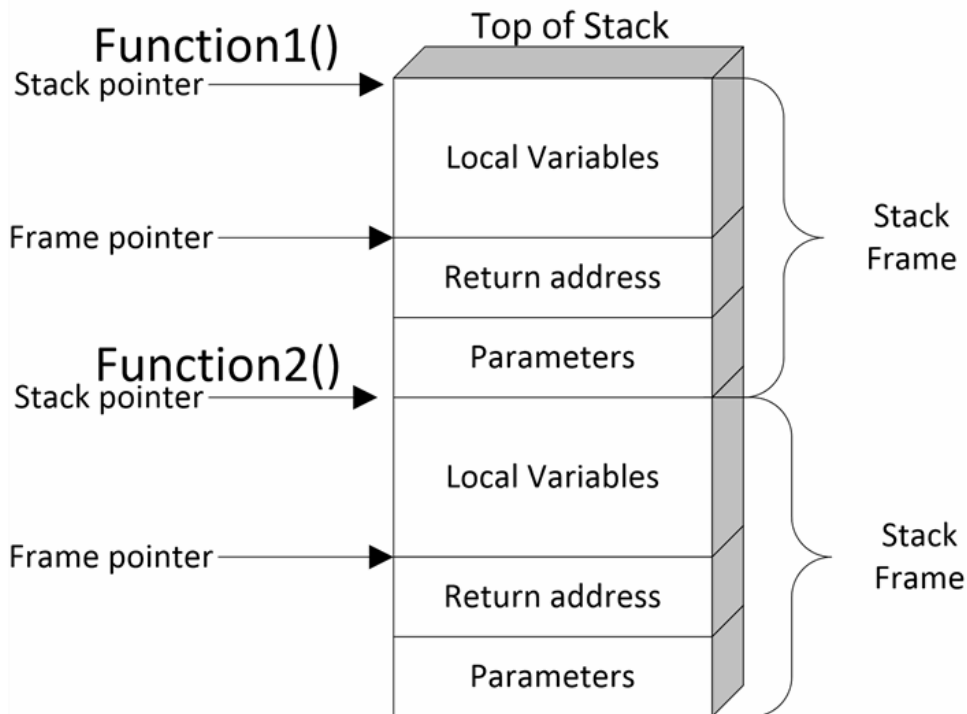 Top of Stack
Function1()
Stack pointer
Local Variables
Frame pointer
Stack
Frame
Return address
Parameters
Function2()
Stack pointer
Local Variables
Frame pointer
Stack
Frame
Return address
Parameters